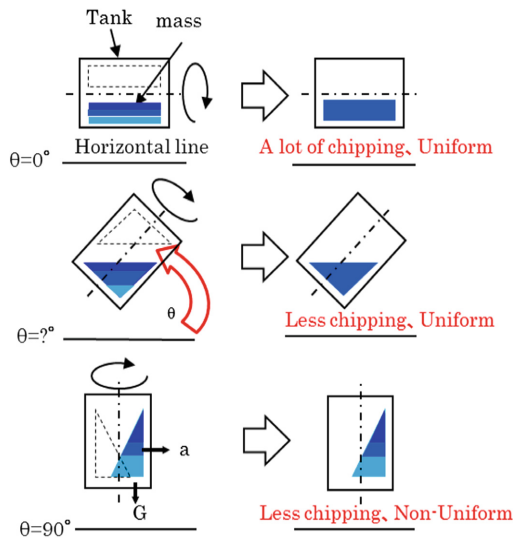 Tank
mass
Horizontal line
θ=0°
A lot of chipping、Uniform
θ
θ=?°
Less chipping、Uniform
a
G
θ=90°
Less chipping、Non-Uniform